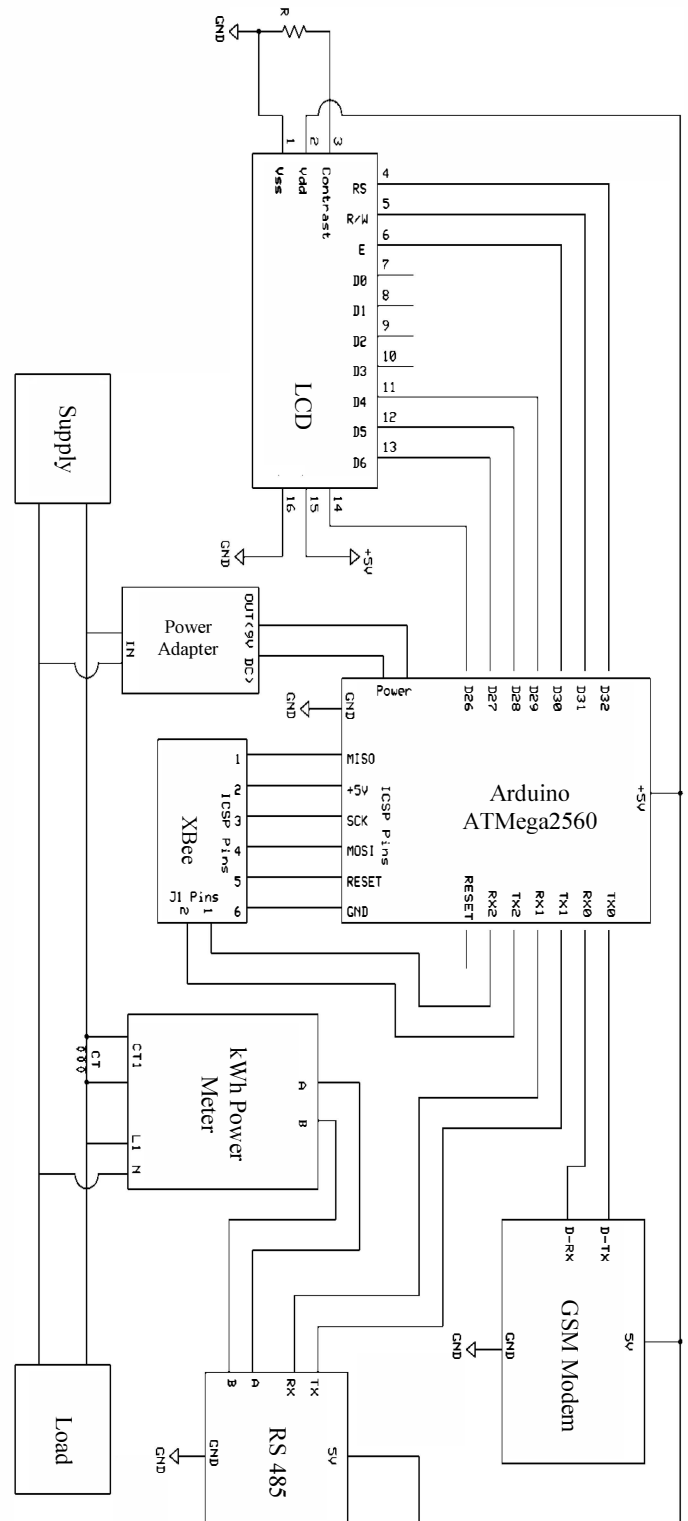 R
GND
1
2
3
Vss
Vdd
Contrast
4
RS
5
R/W
6
E
7
D0
8
D1
9
D2
10
D3
11
D4
12
D5
13
D6
LCD
16
15
14
GND
+5V
Supply
Power
Adapter
OUT<9V DC>
IN
Power
GND
D26
D27
D28
D29
D30
D31
D32
+5V
Arduino
ATMega2560
MISO
+5V
SCK
MOSI
RESET
GND
ICSP Pins
1
2
3
4
5
6
ICSP Pins
XBee
J1 Pins
2
1
RESET
RX2
TX2
RX1
TX1
RX0
TX0
CT
CT1
L1
N
kWh Power
Meter
A
B
D-RX
D-TX
GSM Modem
5V
GND
GND
B
A
RX
TX
RS 485
5V
GND
GND
Load